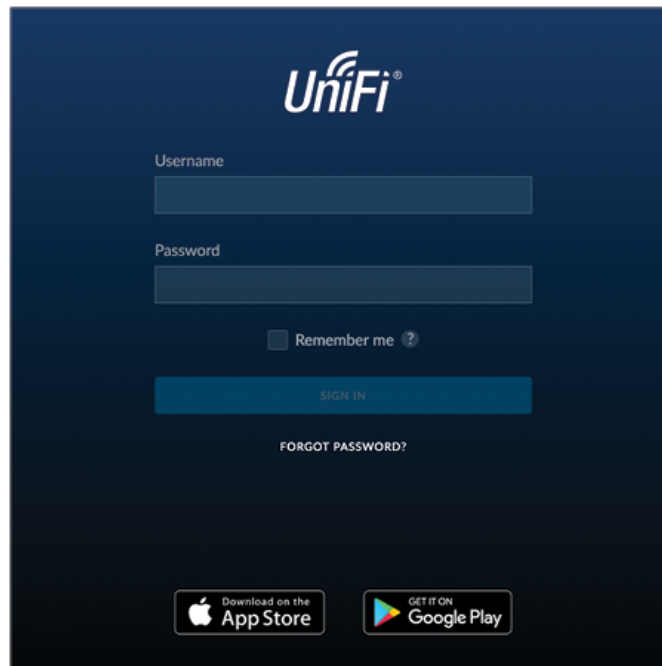 UniFi®
Username
Password
Remember me ?
SIGN IN
FORGOT PASSWORD?
Download on the
App Store
GET IT ON
Google Play